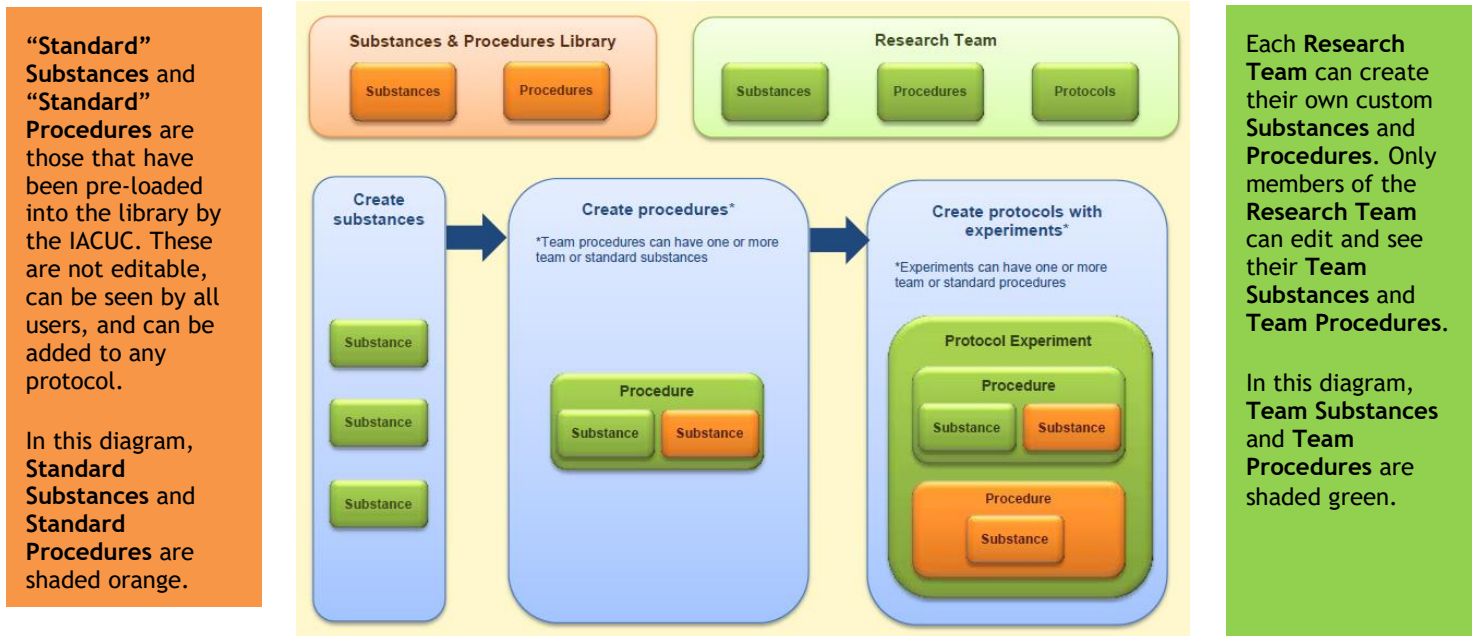 “Standard”
Substances and
“Standard”
Procedures are
those that have
been pre-loaded
into the library by
the IACUC. These
are not editable,
can be seen by all
users, and can be
added to any
protocol.
In this diagram,
Standard
Substances and
Standard
Procedures are
shaded orange.
Substances & Procedures Library
Substances
Procedures
Research Team
Substances
Procedures
Protocols
Create
substances
Substance
Substance
Substance
Create procedures*
*Team procedures can have one or more
team or standard substances
Procedure
Substance
Substance
Create protocols with
experiments*
*Experiments can have one or more
team or standard procedures
Protocol Experiment
Procedure
Substance
Substance
Procedure
Substance
Each Research
Team can create
their own custom
Substances and
Procedures. Only
members of the
Research Team
can edit and see
their Team
Substances and
Team Procedures.
In this diagram,
Team Substances
and Team
Procedures are
shaded green.